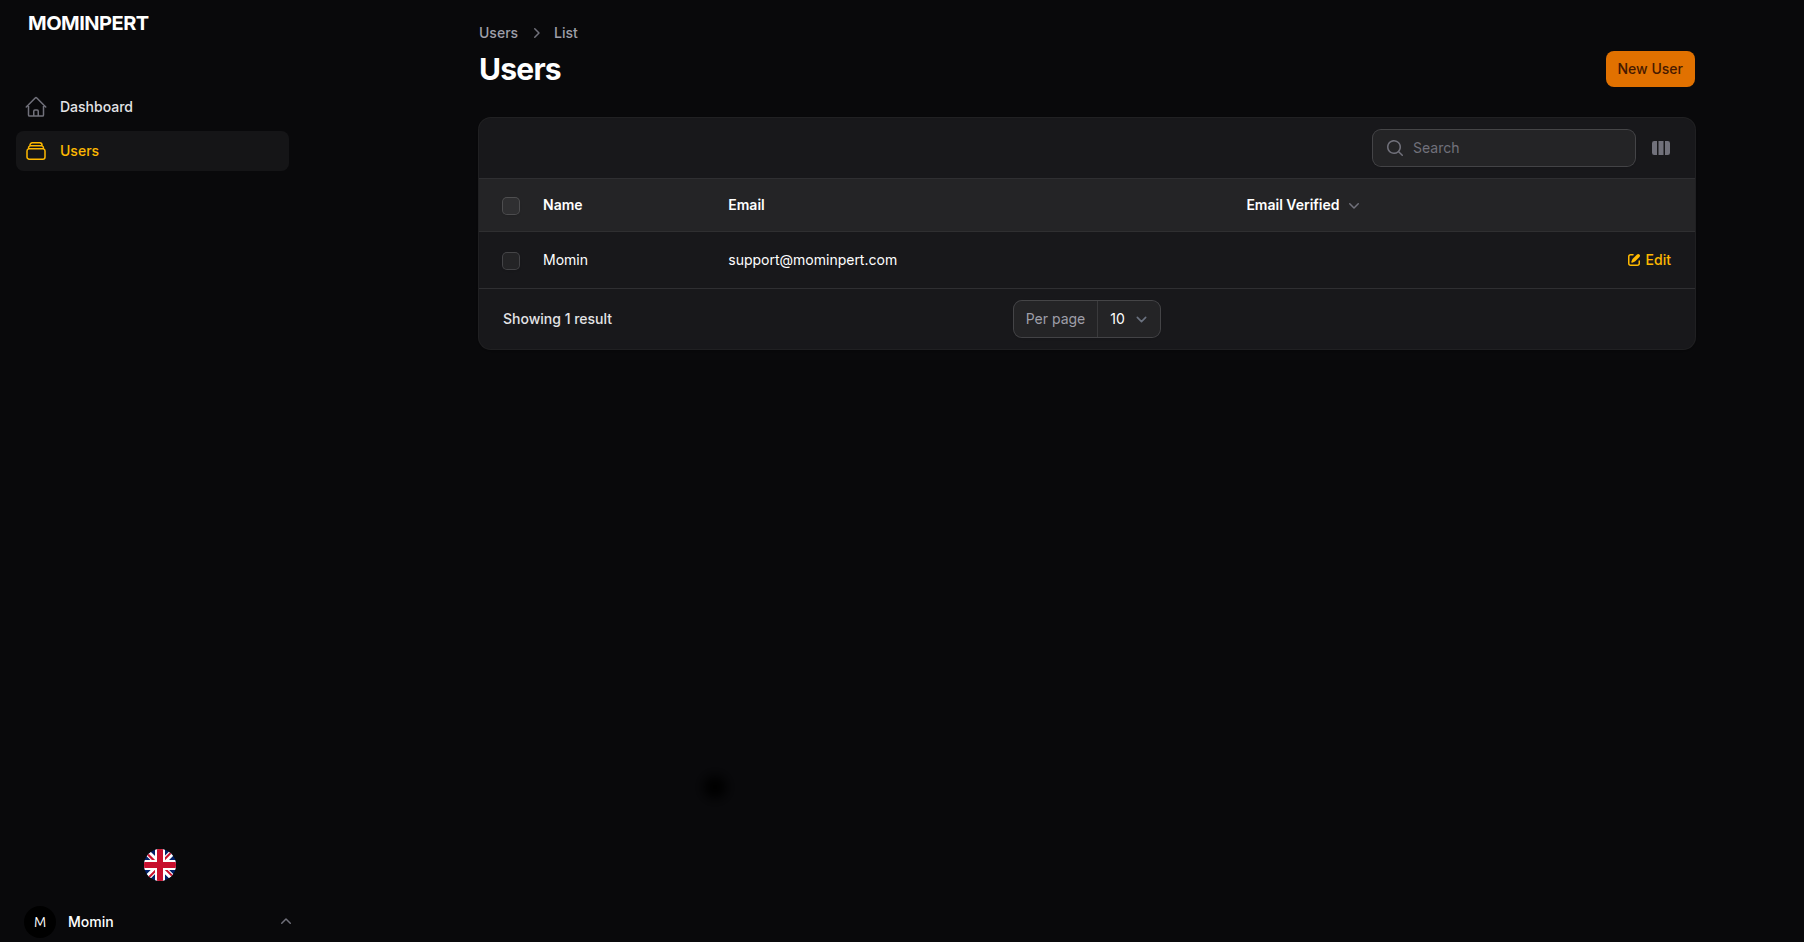 MOMINPERT
Dashboard
Users
Users List
Users
New User
Search
Name Email Email Verified
Momin support@mominpert.com Edit
Showing 1 result Per page 10
M Momin